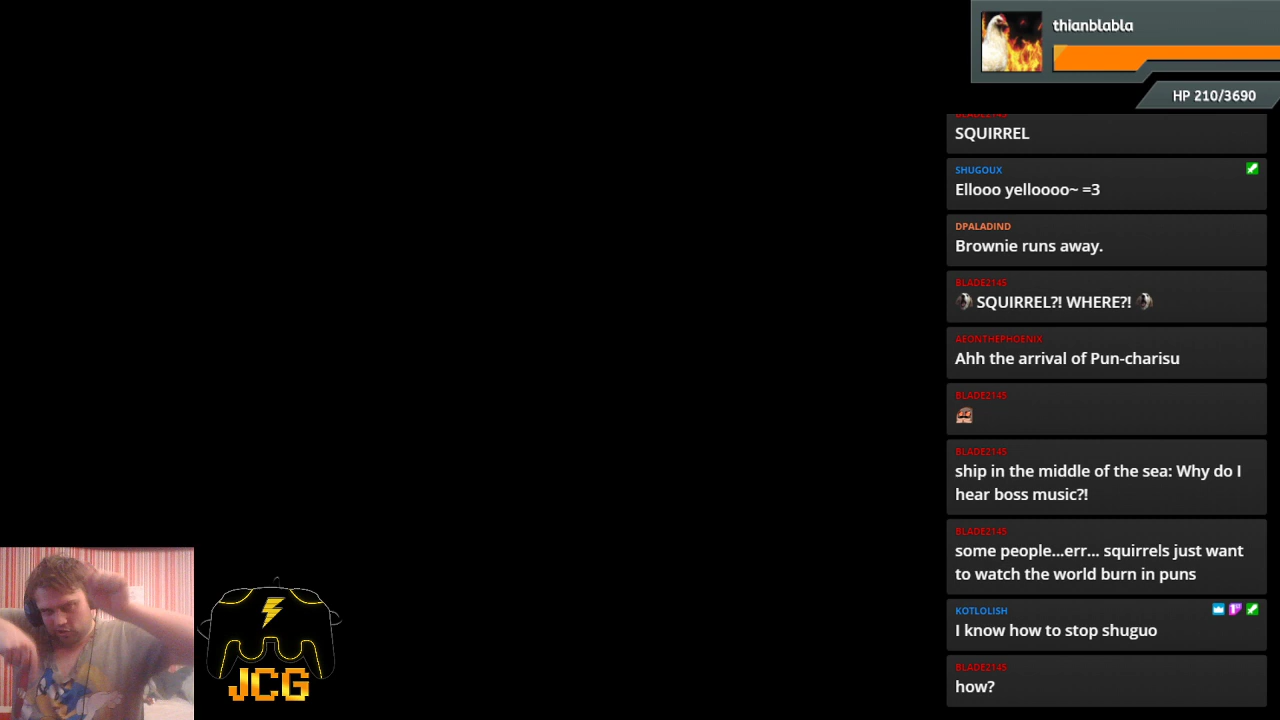 thianblabla
HP 210/3690
BLADE2145
SQUIRREL
SHUGOUX
Ellooo yelloooo~ =3
DPALADIND
Brownie runs away.
BLADE2145
SQUIRREL?! WHERE?!
AEONTHEPHOENIX
Ahh the arrival of Pun-charisu
BLADE2145
BLADE2145
ship in the middle of the sea: Why do I
hear boss music?!
BLADE2145
some people...err... squirrels just want
to watch the world burn in puns
KOTLOLISH
I know how to stop shuguo
BLADE2145
how?
JCG